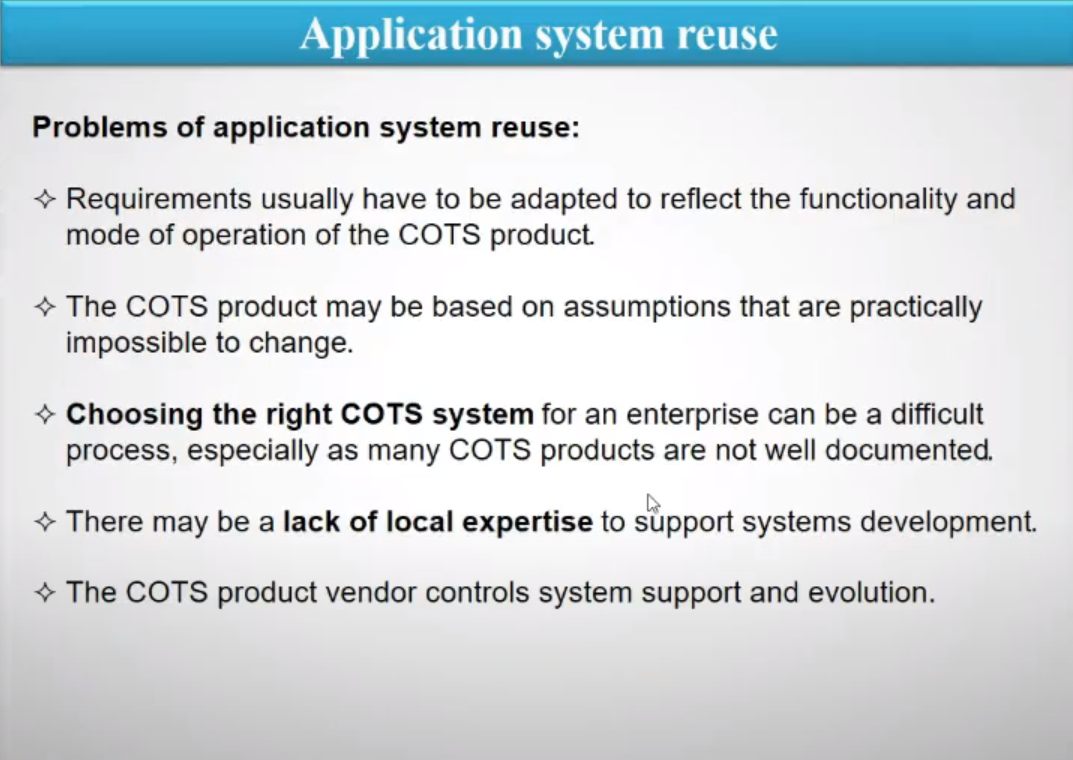 Application system reuse
Problems of application system reuse:
✧ Requirements usually have to be adapted to reflect the functionality and
mode of operation of the COTS product.
✧ The COTS product may be based on assumptions that are practically
impossible to change.
✧ Choosing the right COTS system for an enterprise can be a difficult
process, especially as many COTS products are not well documented.
✧ There may be a lack of local expertise to support systems development.
✧ The COTS product vendor controls system support and evolution.